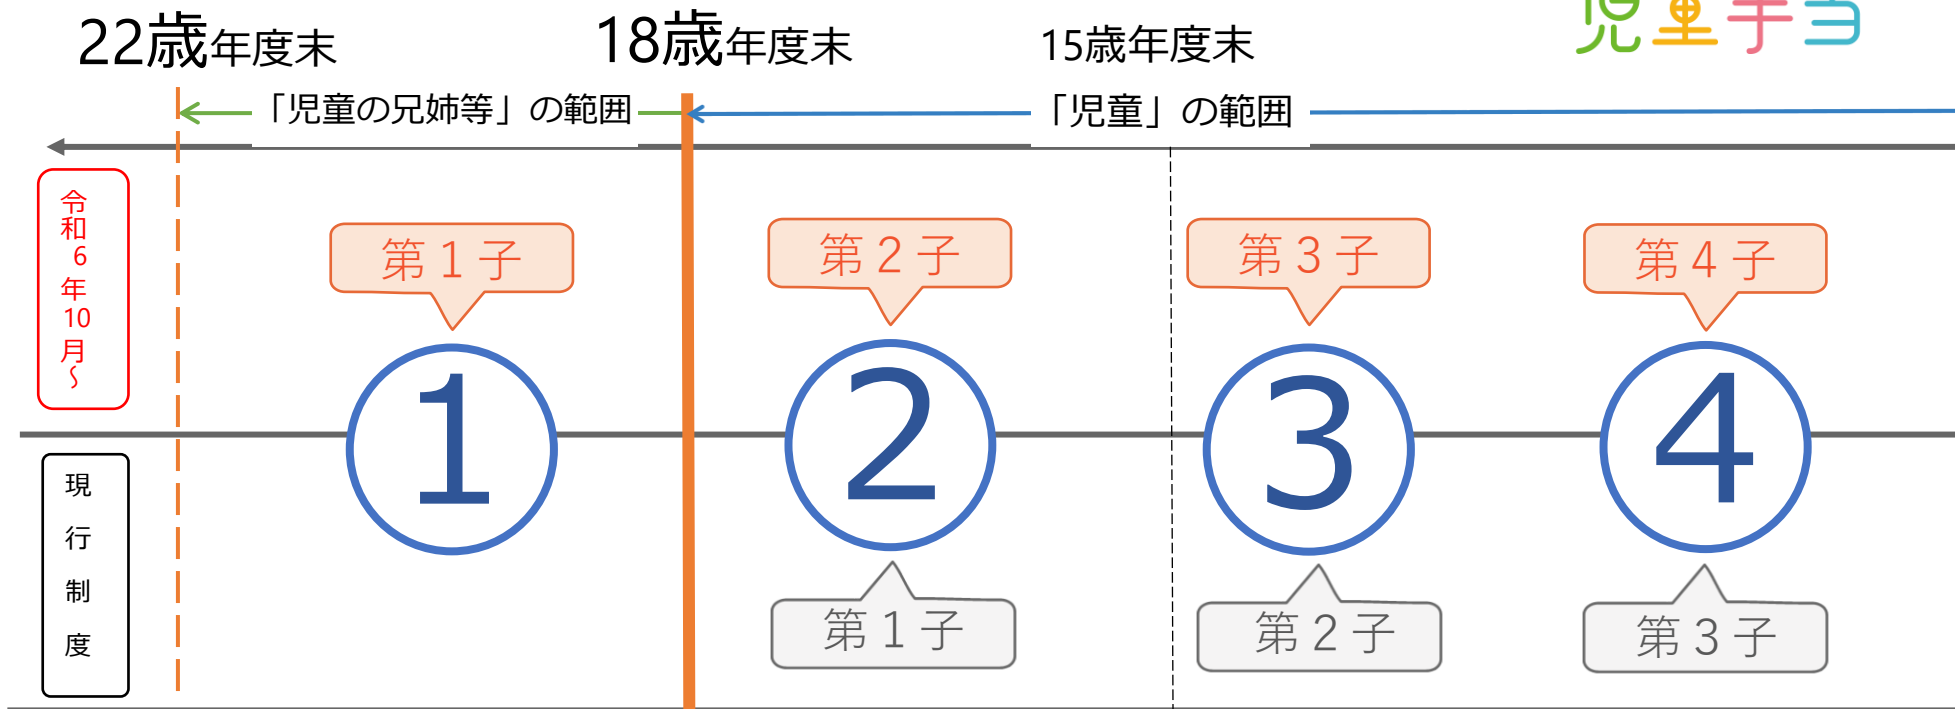 児童手当
22歳年度末
18歳年度末
15歳年度末
「児童の兄姉等」の範囲
「児童」の範囲
令和6年10月～
第1子
第2子
第3子
第4子
1
2
3
4
現行制度
第1子
第2子
第3子